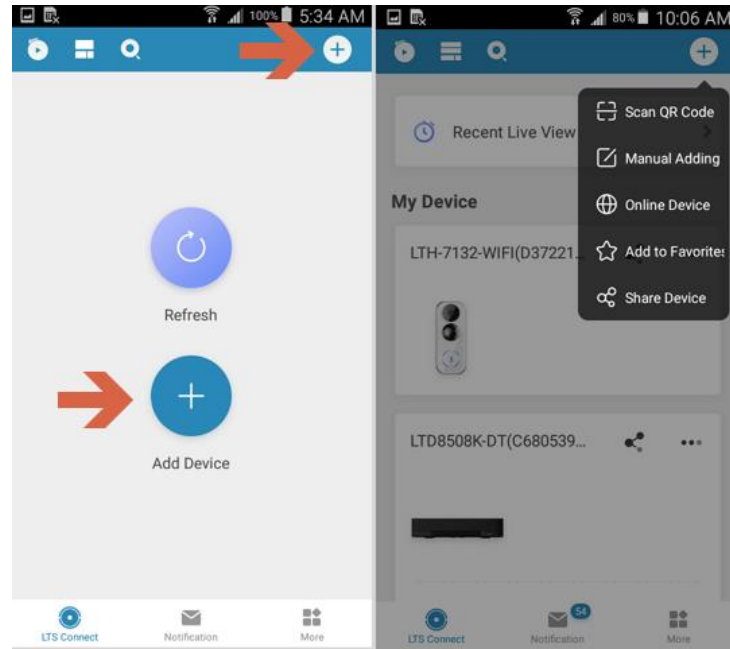 100% 5:34 AM
Refresh
Add Device
LTS Connect
Notification
More
80% 10:06 AM
Scan QR Code
Recent Live View
Manual Adding
My Device
Online Device
LTH-7132-WIFI(D37221...
Add to Favorites
Share Device
LTD8508K-DT(C680539...
LTS Connect
54
Notification
More